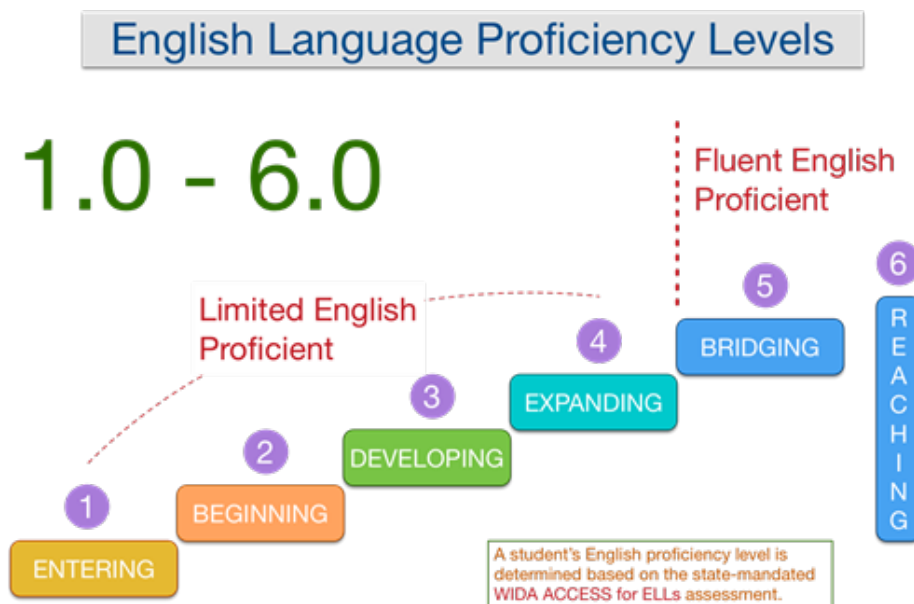 English Language Proficiency Levels
1.0 - 6.0
Fluent English
Proficient
Limited English
Proficient
6
REACHING
5
BRIDGING
4
EXPANDING
3
DEVELOPING
2
BEGINNING
1
ENTERING
A student's English proficiency level is
determined based on the state-mandated
WIDA ACCESS for ELLs assessment.